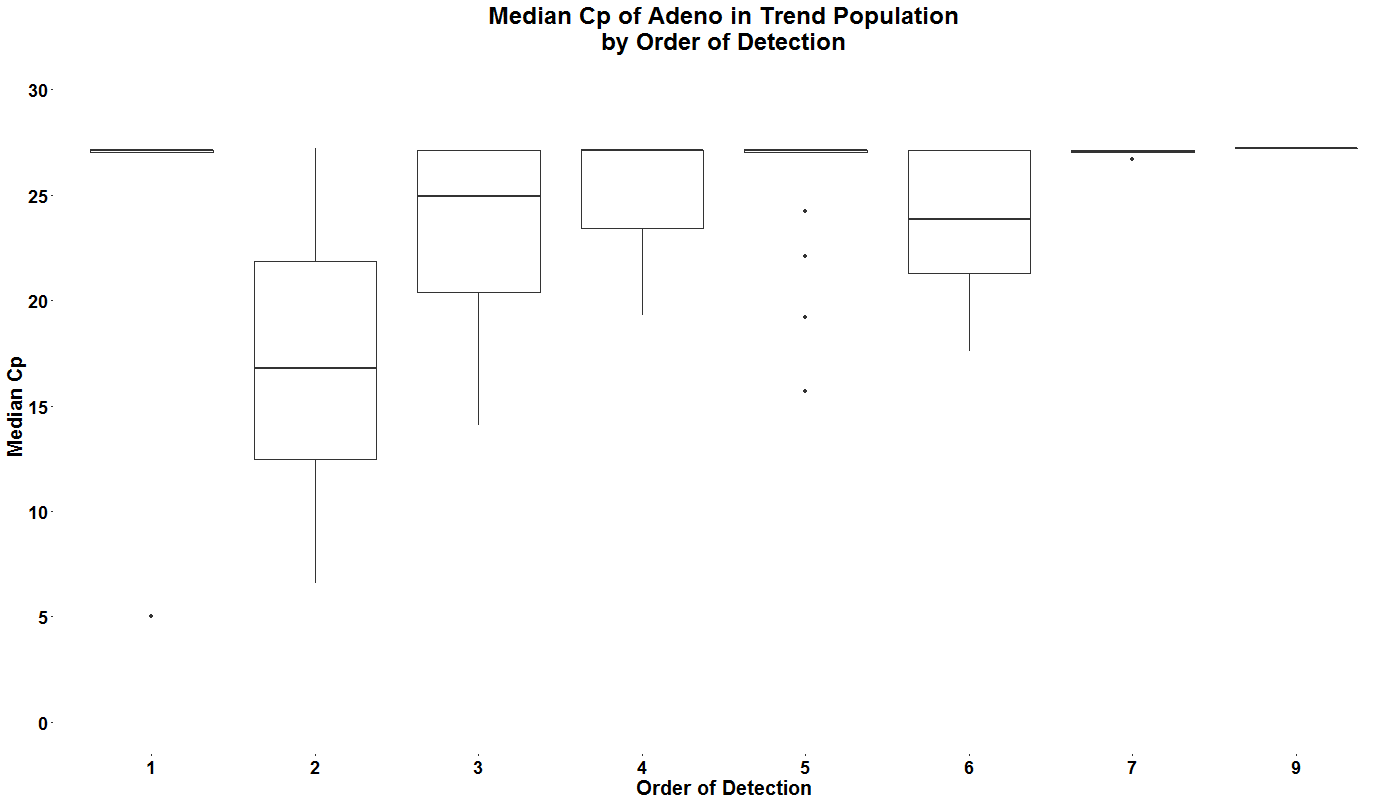 Median Cp of Adeno in Trend Population
by Order of Detection
Median Cp
30
25
20
15
10
5
0
1 2 3 4 5 6 7 9
Order of Detection